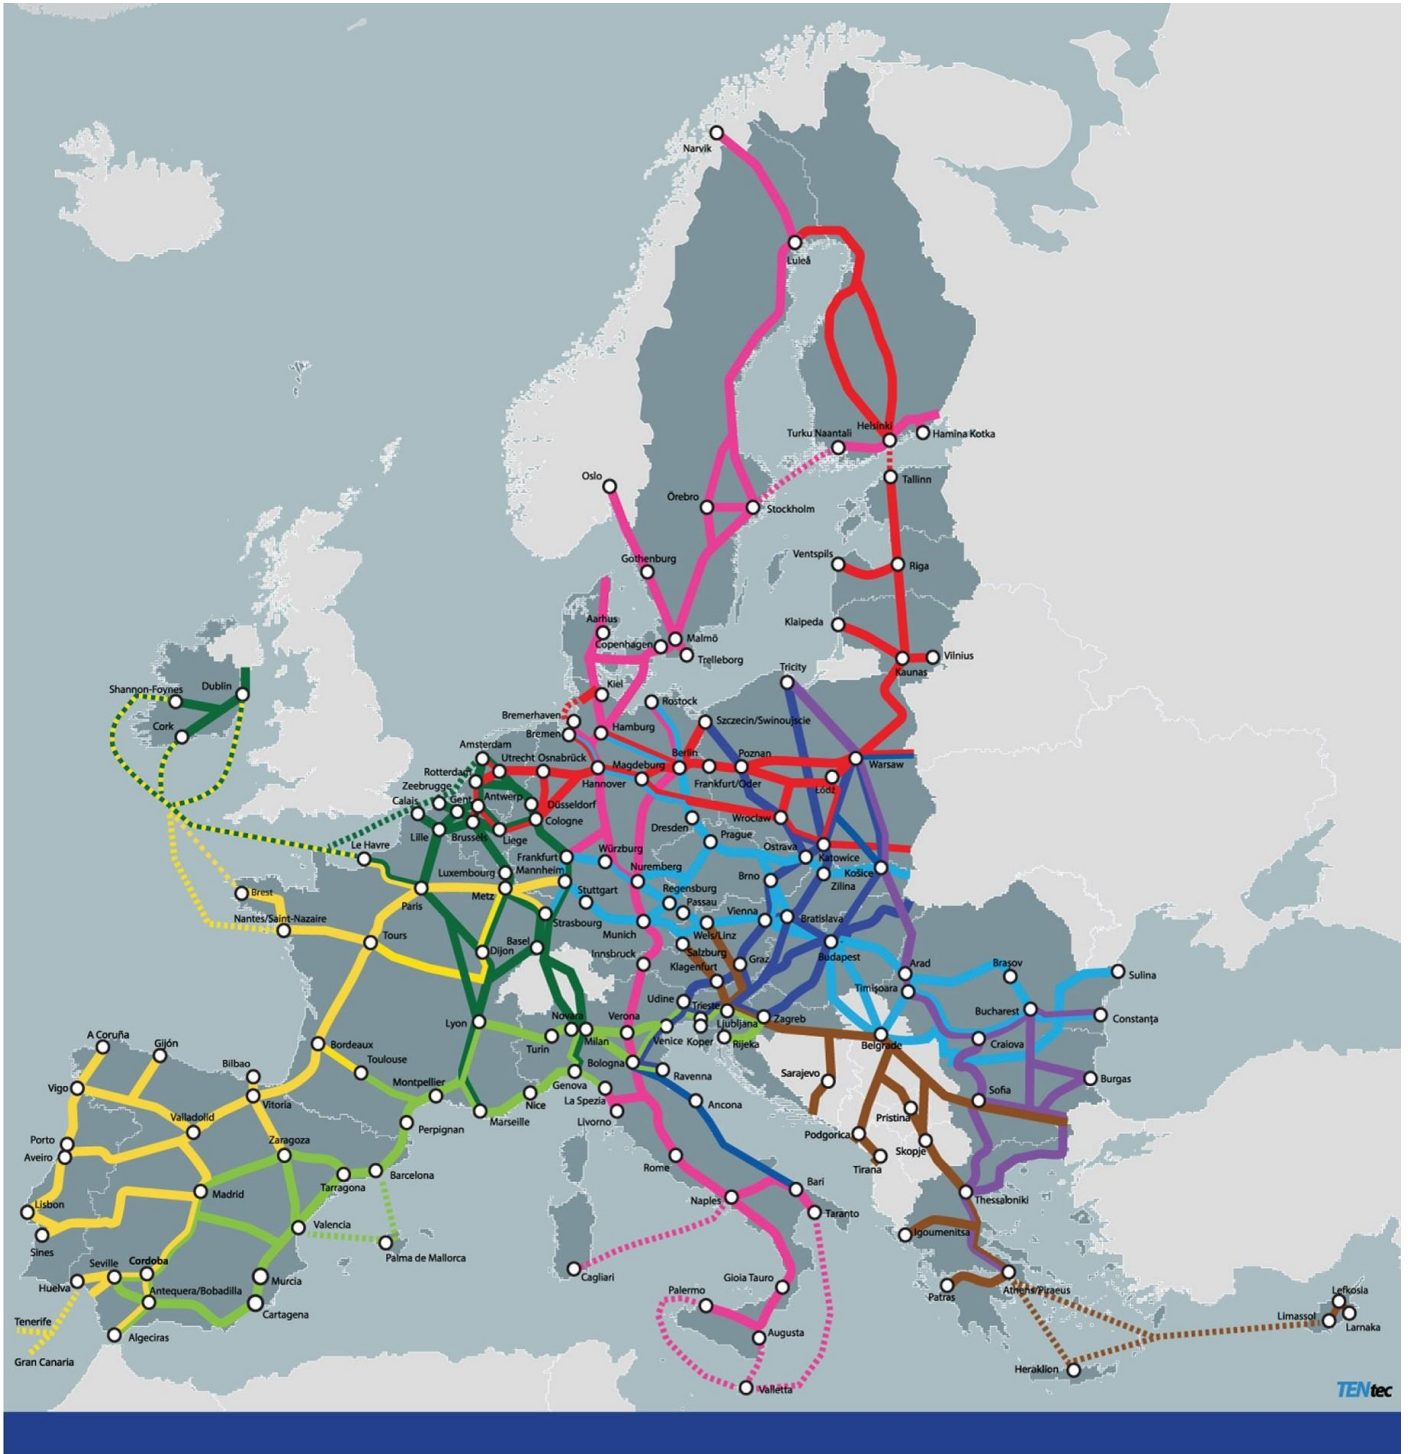 Narvik
Luleå
Helsinki
Turku Naantali
Hamina Kotka
Oslo
Tallinn
Örebro
Stockholm
Ventspils
Gothenburg
Riga
Aarhus
Klaipeda
Malmö
Copenhagen
Trelleborg
Vilnius
Kaunas
Tricity
Kiel
Shannon-Foynes
Dublin
Rostock
Cork
Bremerhaven
Szczecin/Swinoujscie
Hamburg
Bremen
Amsterdam
Utrecht
Osnabrück
Berlin
Poznan
Warsaw
Rotterdam
Magdeburg
Zeebrugge
Hannover
Frankfurt/Oder
Łódź
Calais
Gent
Antwerp
Düsseldorf
Cologne
Wroclaw
Dresden
Lille
Brussels
Liege
Prague
Le Havre
Frankfurt
Würzburg
Ostrava
Katowice
Luxembourg
Mannheim
Nuremberg
Brno
Zilina
Košice
Brest
Metz
Stuttgart
Regensburg
Paris
Passau
Nantes/Saint-Nazaire
Strasbourg
Vienna
Bratislava
Tours
Munich
Wels/Linz
Basel
Dijon
Innsbruck
Salzburg
Graz
Budapest
Klagenfurt
Arad
Brașov
Sulina
Timișoara
Udine
Trieste
Bucharest
Constanța
Lyon
Novara
Verona
Ljubljana
Zagreb
A Coruña
Gijón
Bordeaux
Turin
Milan
Venice
Koper
Rijeka
Belgrade
Craiova
Bilbao
Toulouse
Bologna
Ravenna
Sarajevo
Vigo
Montpellier
Genova
Burgas
Vitoria
La Spezia
Nice
Ancona
Sofia
Valladolid
Marseille
Livorno
Pristina
Porto
Zaragoza
Perpignan
Podgorica
Aveiro
Skopje
Rome
Tirana
Barcelona
Tarragona
Bari
Madrid
Naples
Thessaloniki
Lisbon
Taranto
Valencia
Igoumenitsa
Sines
Palma de Mallorca
Seville
Cordoba
Cagliari
Gioia Tauro
Huelva
Murcia
Antequera/Bobadilla
Palermo
Patras
Athens/Piraeus
Lefkosia
Cartagena
Limassol
Larnaka
Tenerife
Algeciras
Augusta
Gran Canaria
Heraklion
Valletta
TENtec